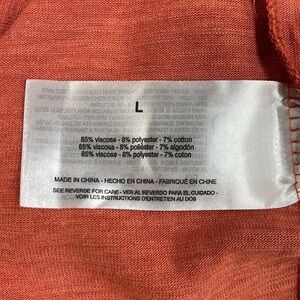 L
85% viscose - 8% polyester - 7% cotton
85% viscosa - 8% poliéster - 7% algodón
85% viscose - 8% polyester - 7% coton
MADE IN CHINA - HECHO EN CHINA - FABRIQUÉ EN CHINE
SEE REVERSE FOR CARE - VER AL REVERSO PARA EL CUIDADO -
VOIR LES INSTRUCTIONS D'ENTRETIEN AU DOS